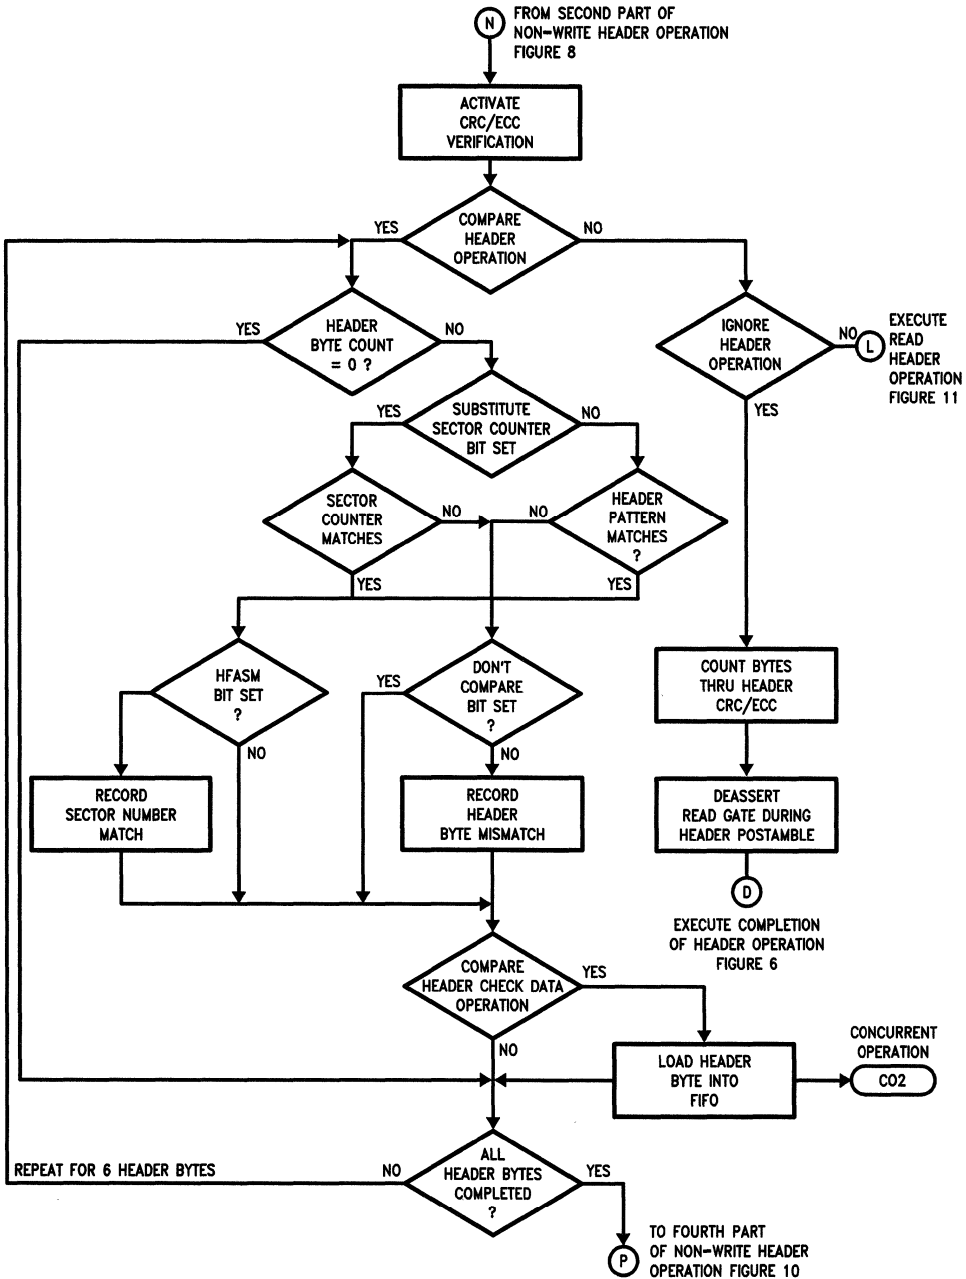 N
FROM SECOND PART OF
NON-WRITE HEADER OPERATION
FIGURE 8
ACTIVATE
CRC/ECC
VERIFICATION
YES
COMPARE
HEADER
OPERATION
NO
YES
HEADER
BYTE COUNT
= 0 ?
NO
IGNORE
HEADER
OPERATION
NO
L
EXECUTE
READ
HEADER
OPERATION
FIGURE 11
YES
YES
SUBSTITUTE
SECTOR COUNTER
BIT SET
NO
SECTOR
COUNTER
MATCHES
NO
NO
HEADER
PATTERN
MATCHES
?
YES
YES
HFASM
BIT SET
?
NO
YES
DON'T
COMPARE
BIT SET
?
NO
COUNT BYTES
THRU HEADER
CRC/ECC
RECORD
SECTOR NUMBER
MATCH
RECORD
HEADER
BYTE MISMATCH
DEASSERT
READ GATE DURING
HEADER POSTAMBLE
D
EXECUTE COMPLETION
OF HEADER OPERATION
FIGURE 6
COMPARE
HEADER CHECK DATA
OPERATION
YES
NO
LOAD HEADER
BYTE INTO
FIFO
CONCURRENT
OPERATION
CO2
REPEAT FOR 6 HEADER BYTES
NO
ALL
HEADER BYTES
COMPLETED
?
YES
P
TO FOURTH PART
OF NON-WRITE HEADER
OPERATION FIGURE 10